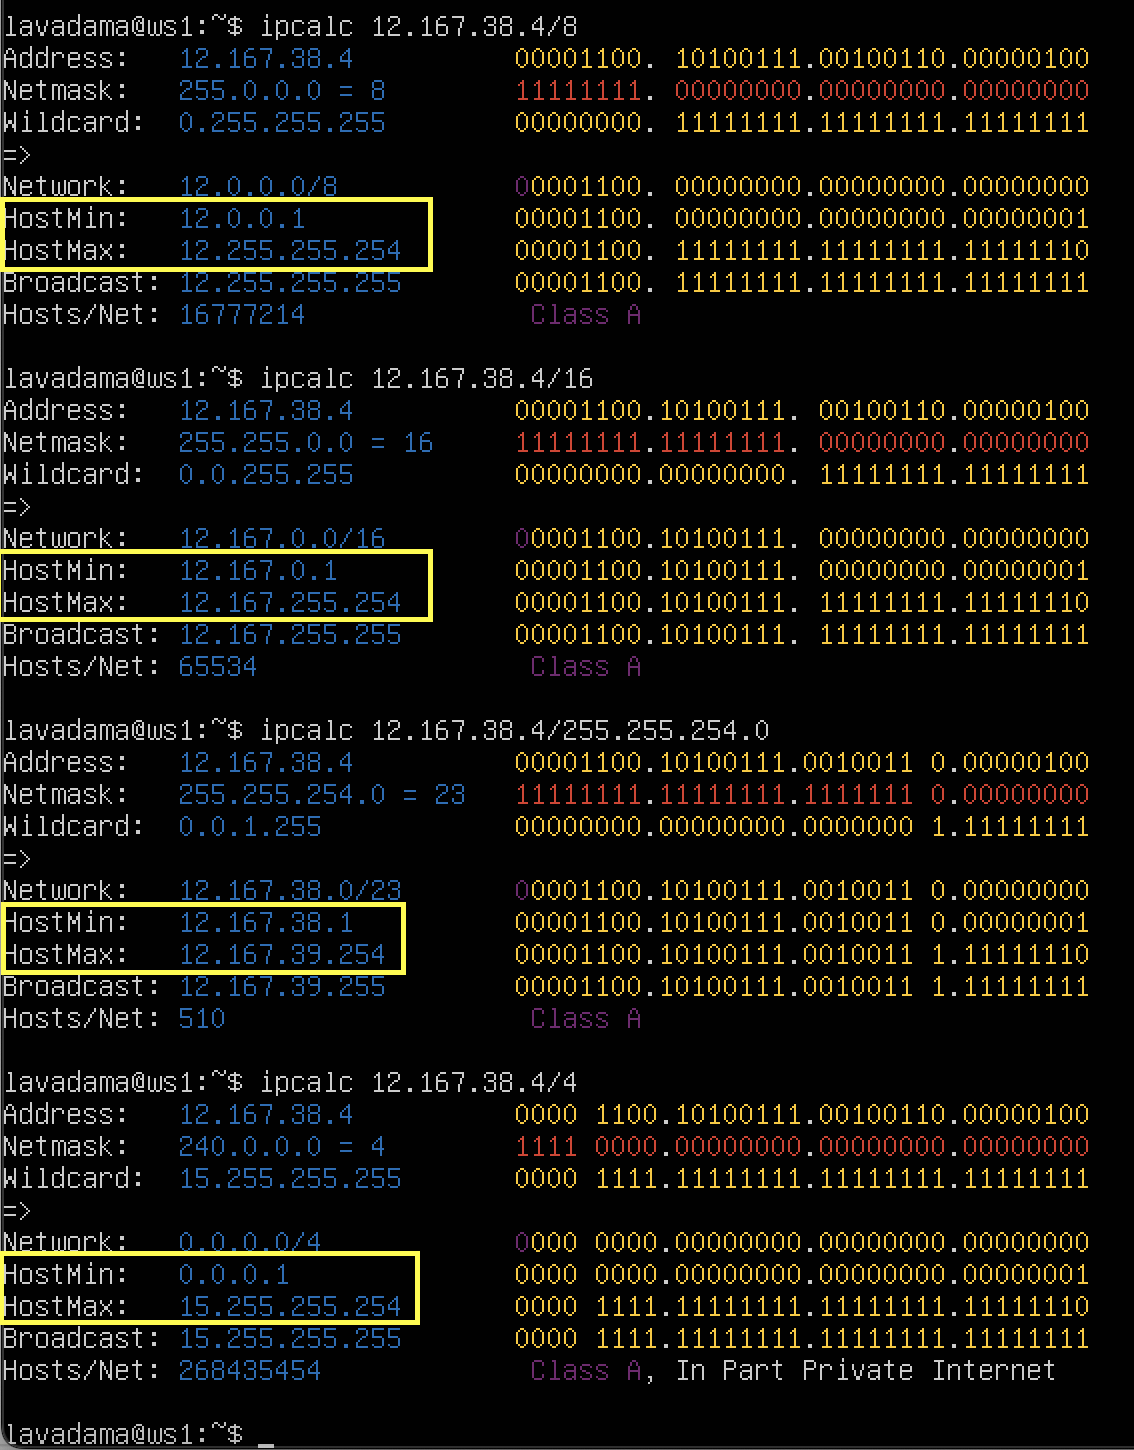 lavadama@ws1:~$ ipcalc 12.167.38.4/8
Address:   12.167.38.4          00001100. 10100111.00100110.00000100
Netmask:   255.0.0.0 = 8        11111111. 00000000.00000000.00000000
Wildcard:  0.255.255.255        00000000. 11111111.11111111.11111111
=>
Network:   12.0.0.0/8           00001100. 00000000.00000000.00000000
HostMin:   12.0.0.1             00001100. 00000000.00000000.00000001
HostMax:   12.255.255.254       00001100. 11111111.11111111.11111110
Broadcast: 12.255.255.255       00001100. 11111111.11111111.11111111
Hosts/Net: 16777214              Class A
lavadama@ws1:~$ ipcalc 12.167.38.4/16
Address:   12.167.38.4          00001100.10100111. 00100110.00000100
Netmask:   255.255.0.0 = 16     11111111.11111111. 00000000.00000000
Wildcard:  0.0.255.255          00000000.00000000. 11111111.11111111
=>
Network:   12.167.0.0/16        00001100.10100111. 00000000.00000000
HostMin:   12.167.0.1           00001100.10100111. 00000000.00000001
HostMax:   12.167.255.254       00001100.10100111. 11111111.11111110
Broadcast: 12.167.255.255       00001100.10100111. 11111111.11111111
Hosts/Net: 65534                 Class A
lavadama@ws1:~$ ipcalc 12.167.38.4/255.255.254.0
Address:   12.167.38.4          00001100.10100111.0010011 0.00000100
Netmask:   255.255.254.0 = 23   11111111.11111111.1111111 0.00000000
Wildcard:  0.0.1.255            00000000.00000000.0000000 1.11111111
=>
Network:   12.167.38.0/23       00001100.10100111.0010011 0.00000000
HostMin:   12.167.38.1          00001100.10100111.0010011 0.00000001
HostMax:   12.167.39.254        00001100.10100111.0010011 1.11111110
Broadcast: 12.167.39.255        00001100.10100111.0010011 1.11111111
Hosts/Net: 510                   Class A
lavadama@ws1:~$ ipcalc 12.167.38.4/4
Address:   12.167.38.4          0000 1100.10100111.00100110.00000100
Netmask:   240.0.0.0 = 4        1111 0000.00000000.00000000.00000000
Wildcard:  15.255.255.255       0000 1111.11111111.11111111.11111111
=>
Network:   0.0.0.0/4            0000 0000.00000000.00000000.00000000
HostMin:   0.0.0.1              0000 0000.00000000.00000000.00000001
HostMax:   15.255.255.254       0000 1111.11111111.11111111.11111110
Broadcast: 15.255.255.255       0000 1111.11111111.11111111.11111111
Hosts/Net: 268435454             Class A, In Part Private Internet
lavadama@ws1:~$ _